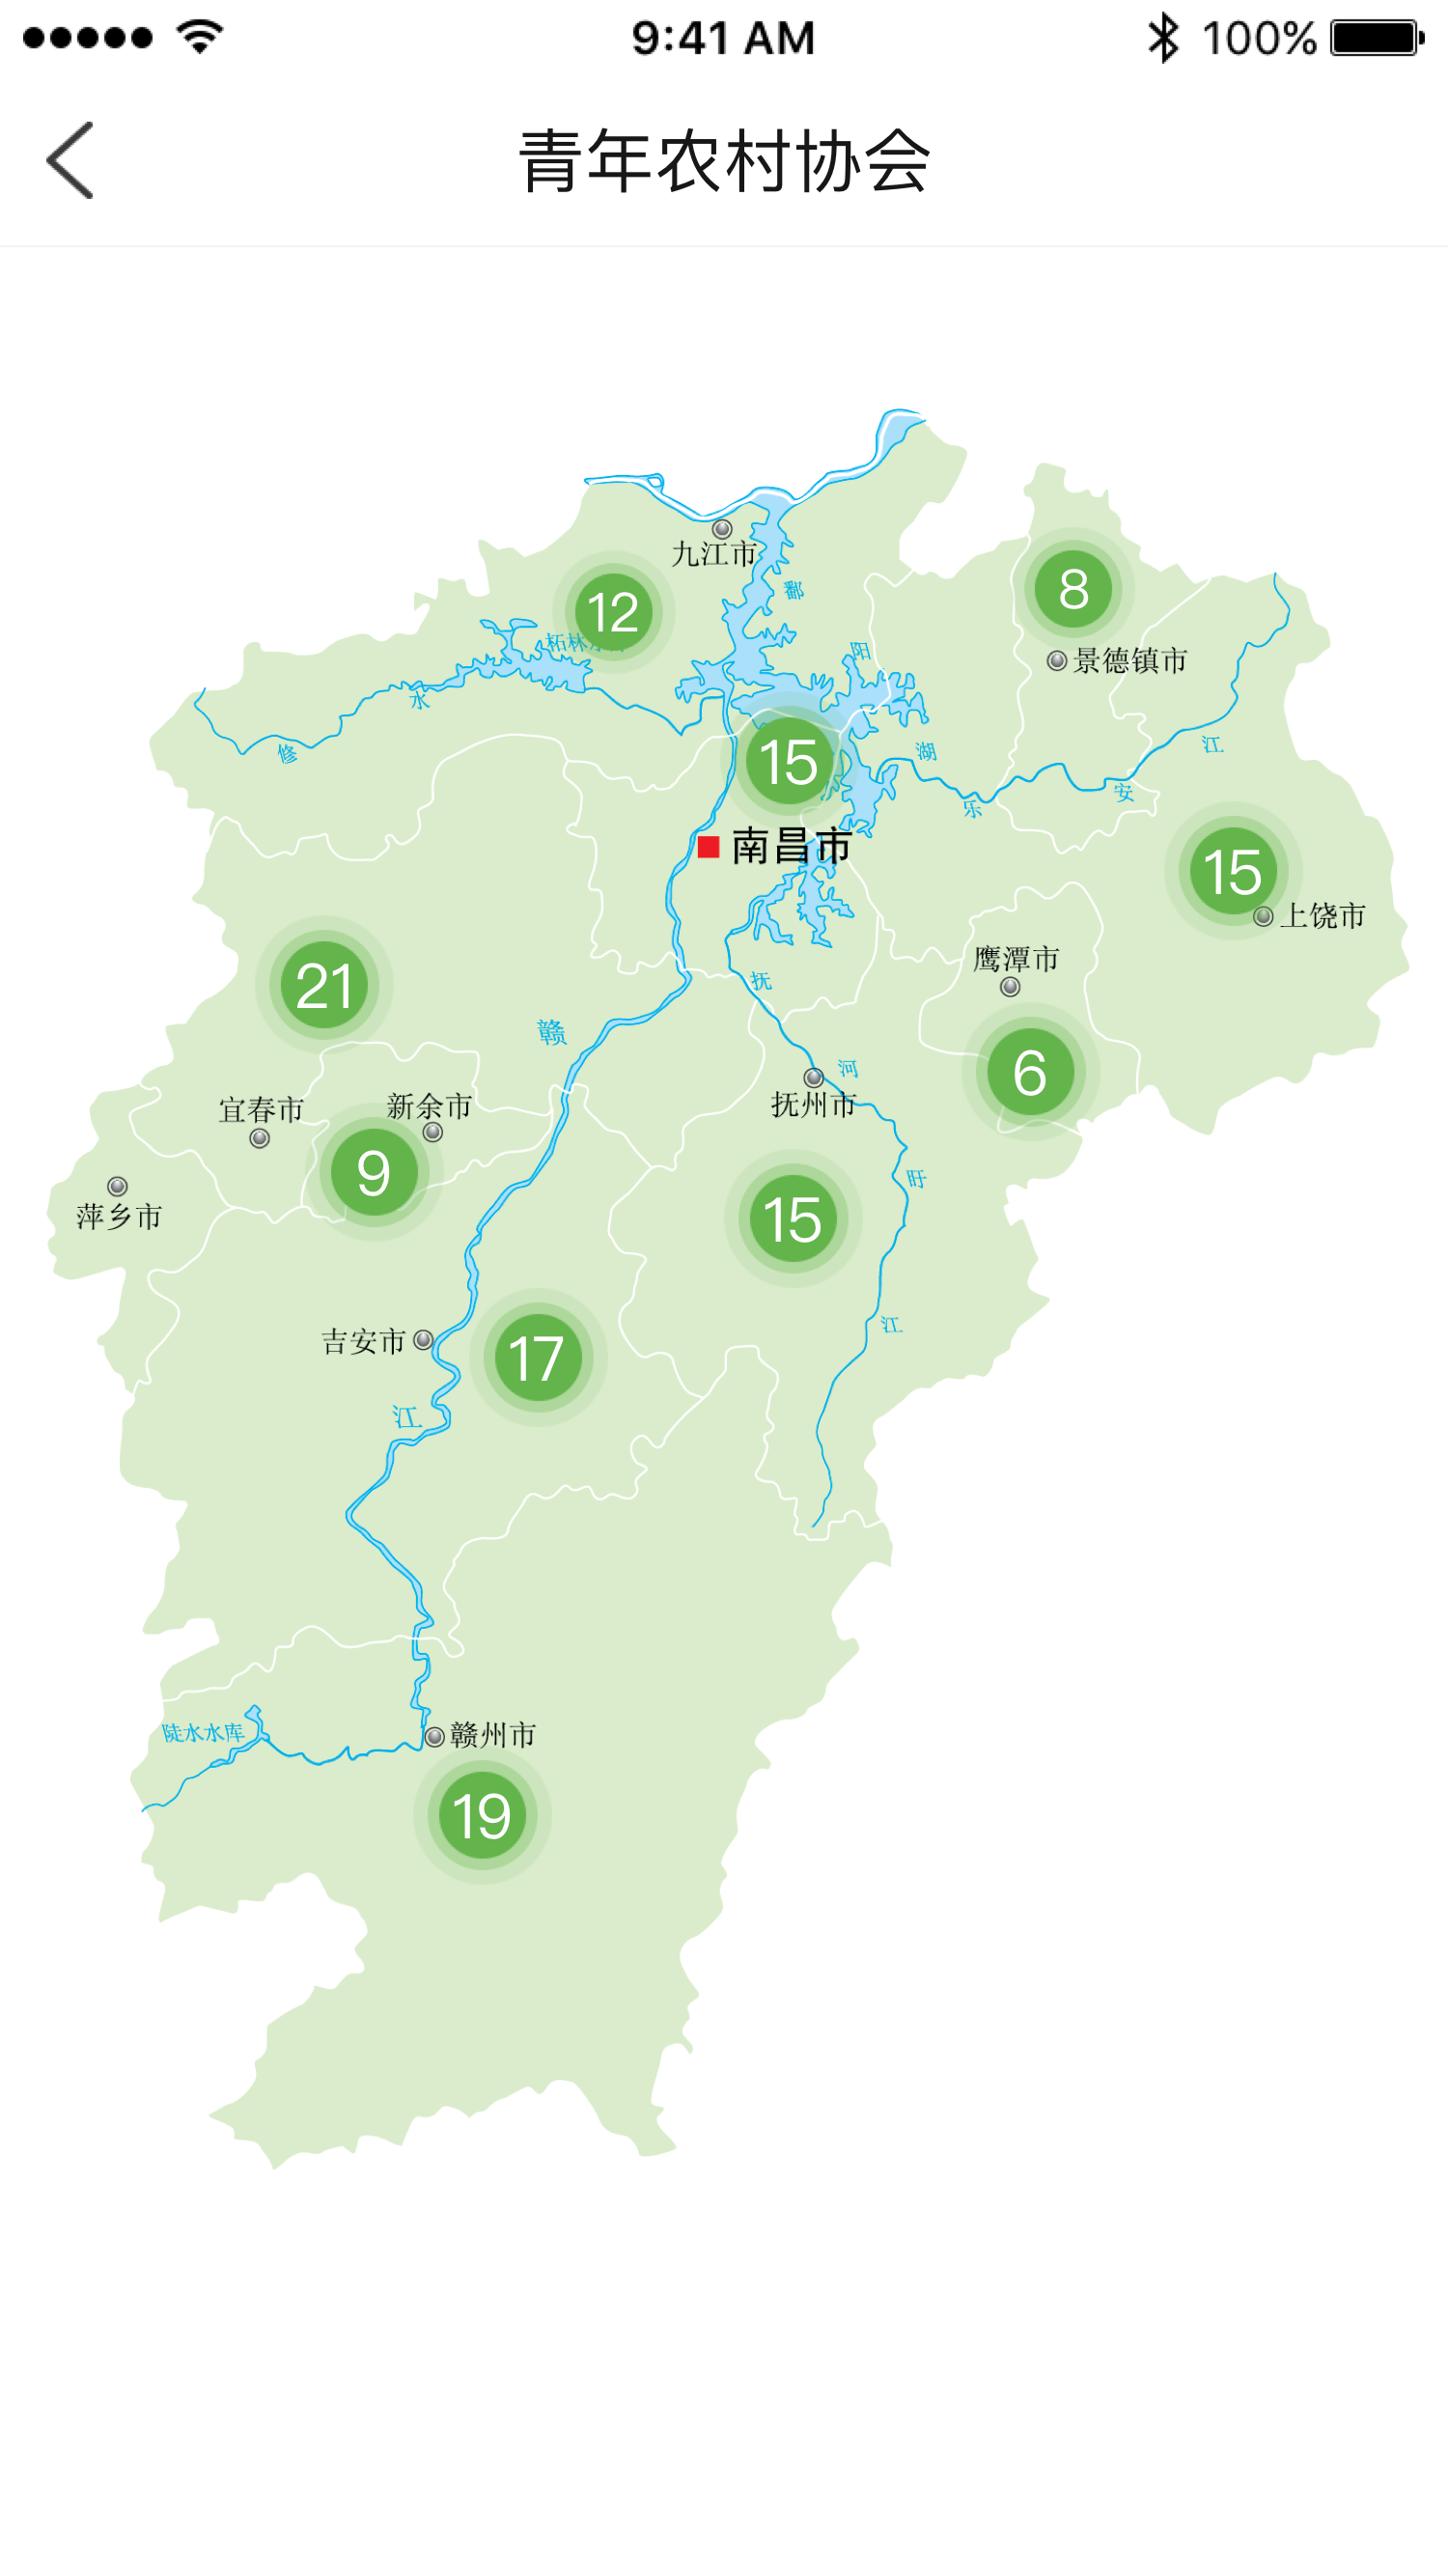 9:41 AM
100%
青年农村协会
九江市
鄱
8
12
柘林
阳
景德镇市
水
修
湖
江
15
安
乐
南昌市
15
上饶市
鹰潭市
21
抚
赣
6
河
宜春市
新余市
抚州市
9
萍乡市
盱
15
吉安市
17
江
江
陡水水库
赣州市
19